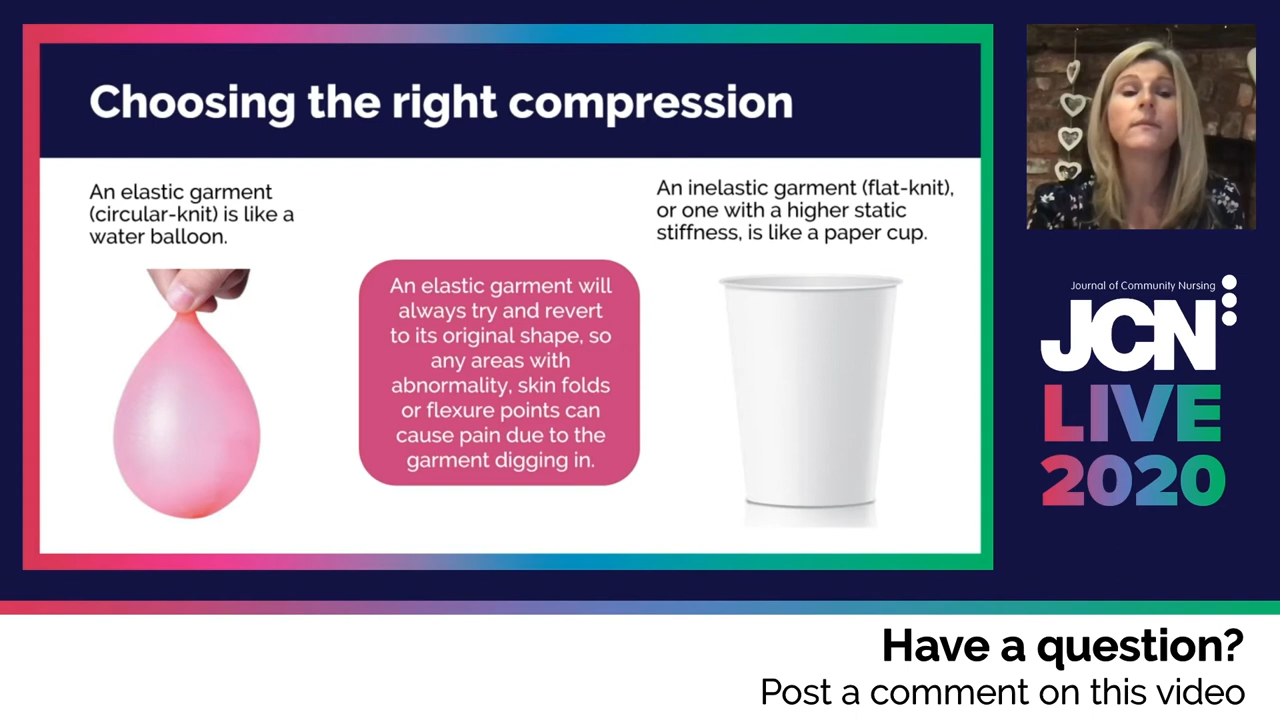 Choosing the right compression
An elastic garment
(circular-knit) is like a
water balloon.
An elastic garment will
always try and revert
to its original shape, so
any areas with
abnormality, skin folds
or flexure points can
cause pain due to the
garment digging in.
An inelastic garment (flat-knit),
or one with a higher static
stiffness, is like a paper cup.
Journal of Community Nursing
JCN
LIVE
2020
Have a question?
Post a comment on this video